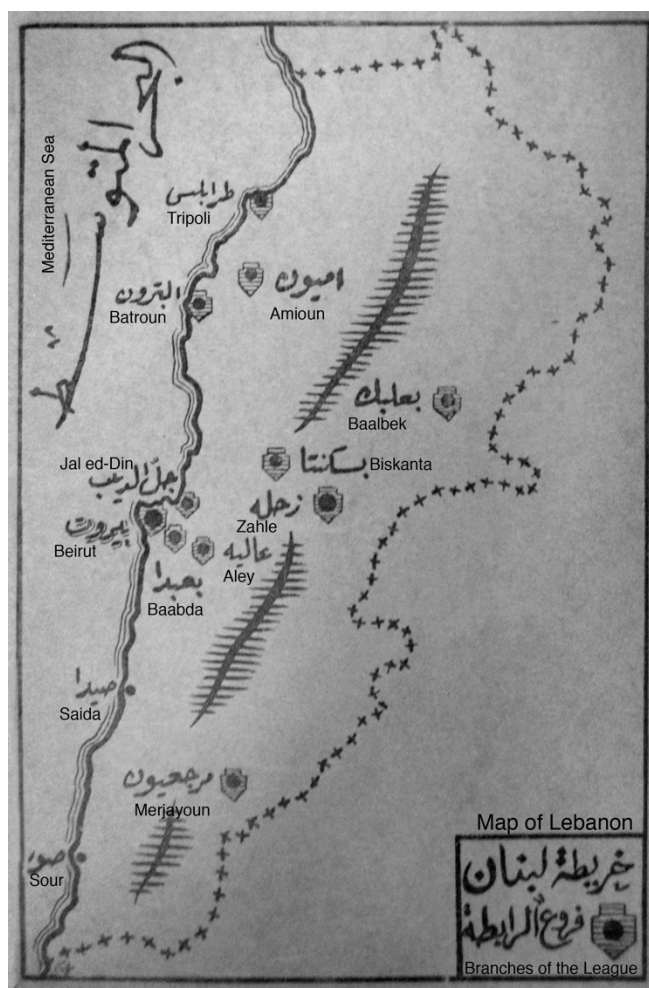 بحر المتوسط
Mediterranean Sea
طرابلس
Tripoli
اميون
Amioun
البترون
Batroun
بعلبك
Baalbek
بسكنتا Biskanta
Jal ed-Din
جلّ الديب
زحله
Zahle
بيروت
Beirut
عاليه
Aley
بعبدا
Baabda
صيدا
Saida
مرجعيون
Merjayoun
صور
Sour
Map of Lebanon
خريطة لبنان
فروع الرابطة
Branches of the League